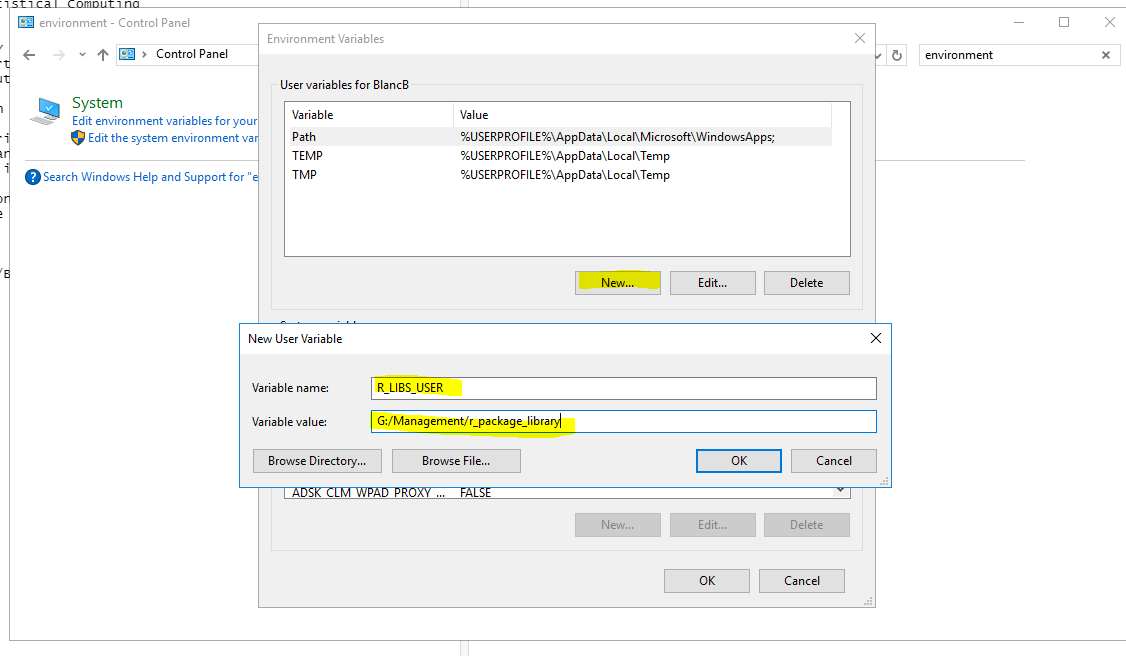 istical Computing
environment - Control Panel
Control Panel
environment
System
Edit environment variables for your
Edit the system environment var
Search Windows Help and Support for "e
Environment Variables
User variables for BlancB
Variable Value
Path %USERPROFILE%\AppData\Local\Microsoft\WindowsApps;
TEMP %USERPROFILE%\AppData\Local\Temp
TMP %USERPROFILE%\AppData\Local\Temp
New... Edit... Delete
New User Variable
Variable name: R_LIBS_USER
Variable value: G:/Management/r_package_library
Browse Directory... Browse File... OK Cancel
ADSK_CLM_WPAD_PROXY_... FALSE
New... Edit... Delete
OK Cancel